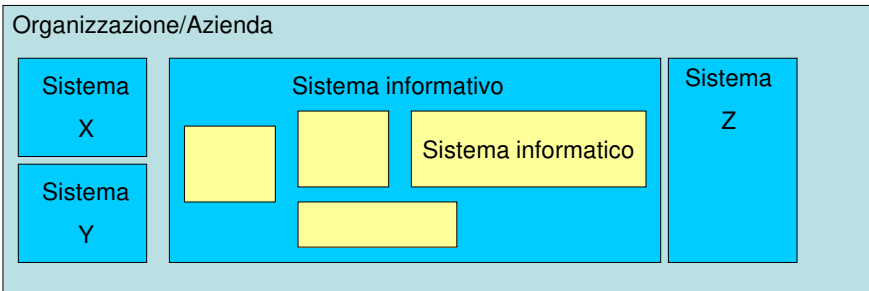 Organizzazione/Azienda
Sistema
X
Sistema
Y
Sistema informativo
Sistema informatico
Sistema
Z